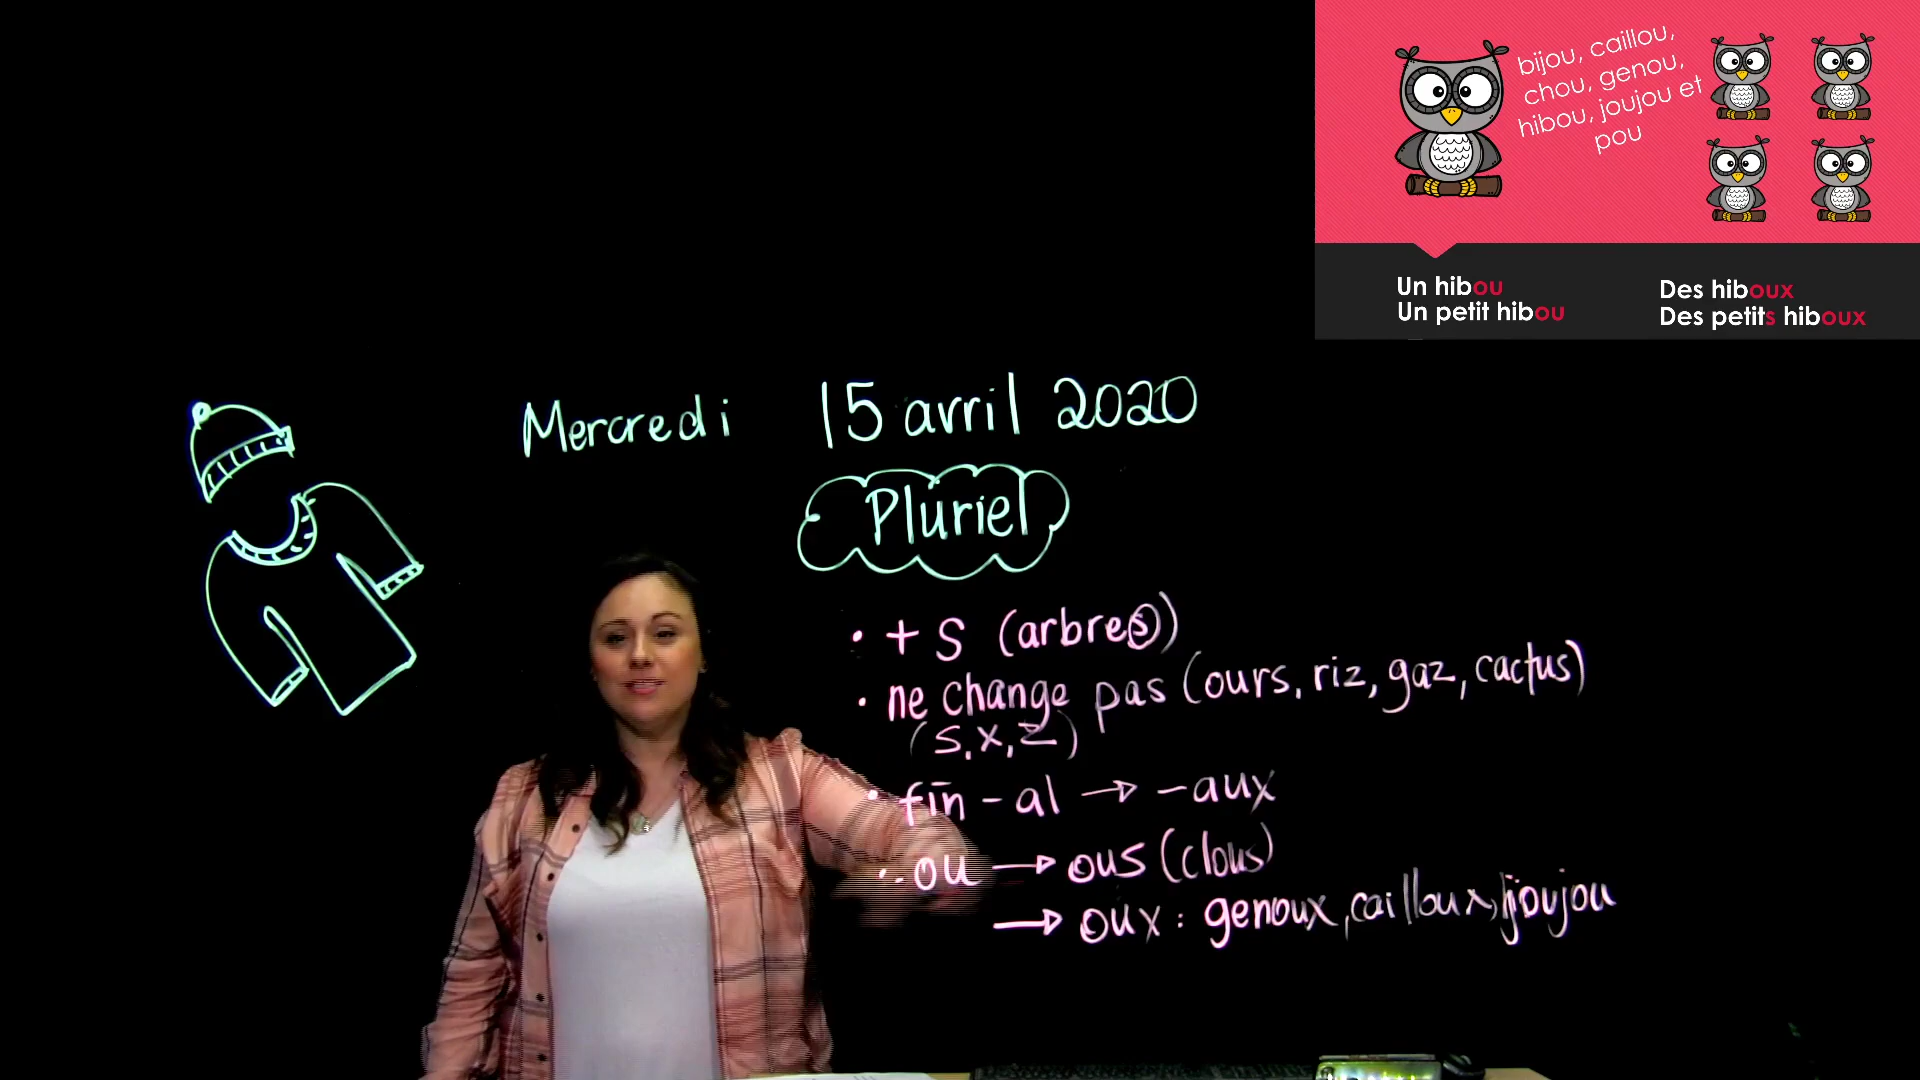 bijou, caillou,
chou, genou,
hibou, joujou et
pou
Un hibou
Un petit hibou
Des hiboux
Des petits hiboux
Mercredi 15 avril 2020
Pluriel
• + s (arbres)
• ne change pas (ours, riz, gaz, cactus)
(s, x, z)
• fin -al → -aux
• ou → ous (clous)
→ oux : genoux, cailloux, joujou